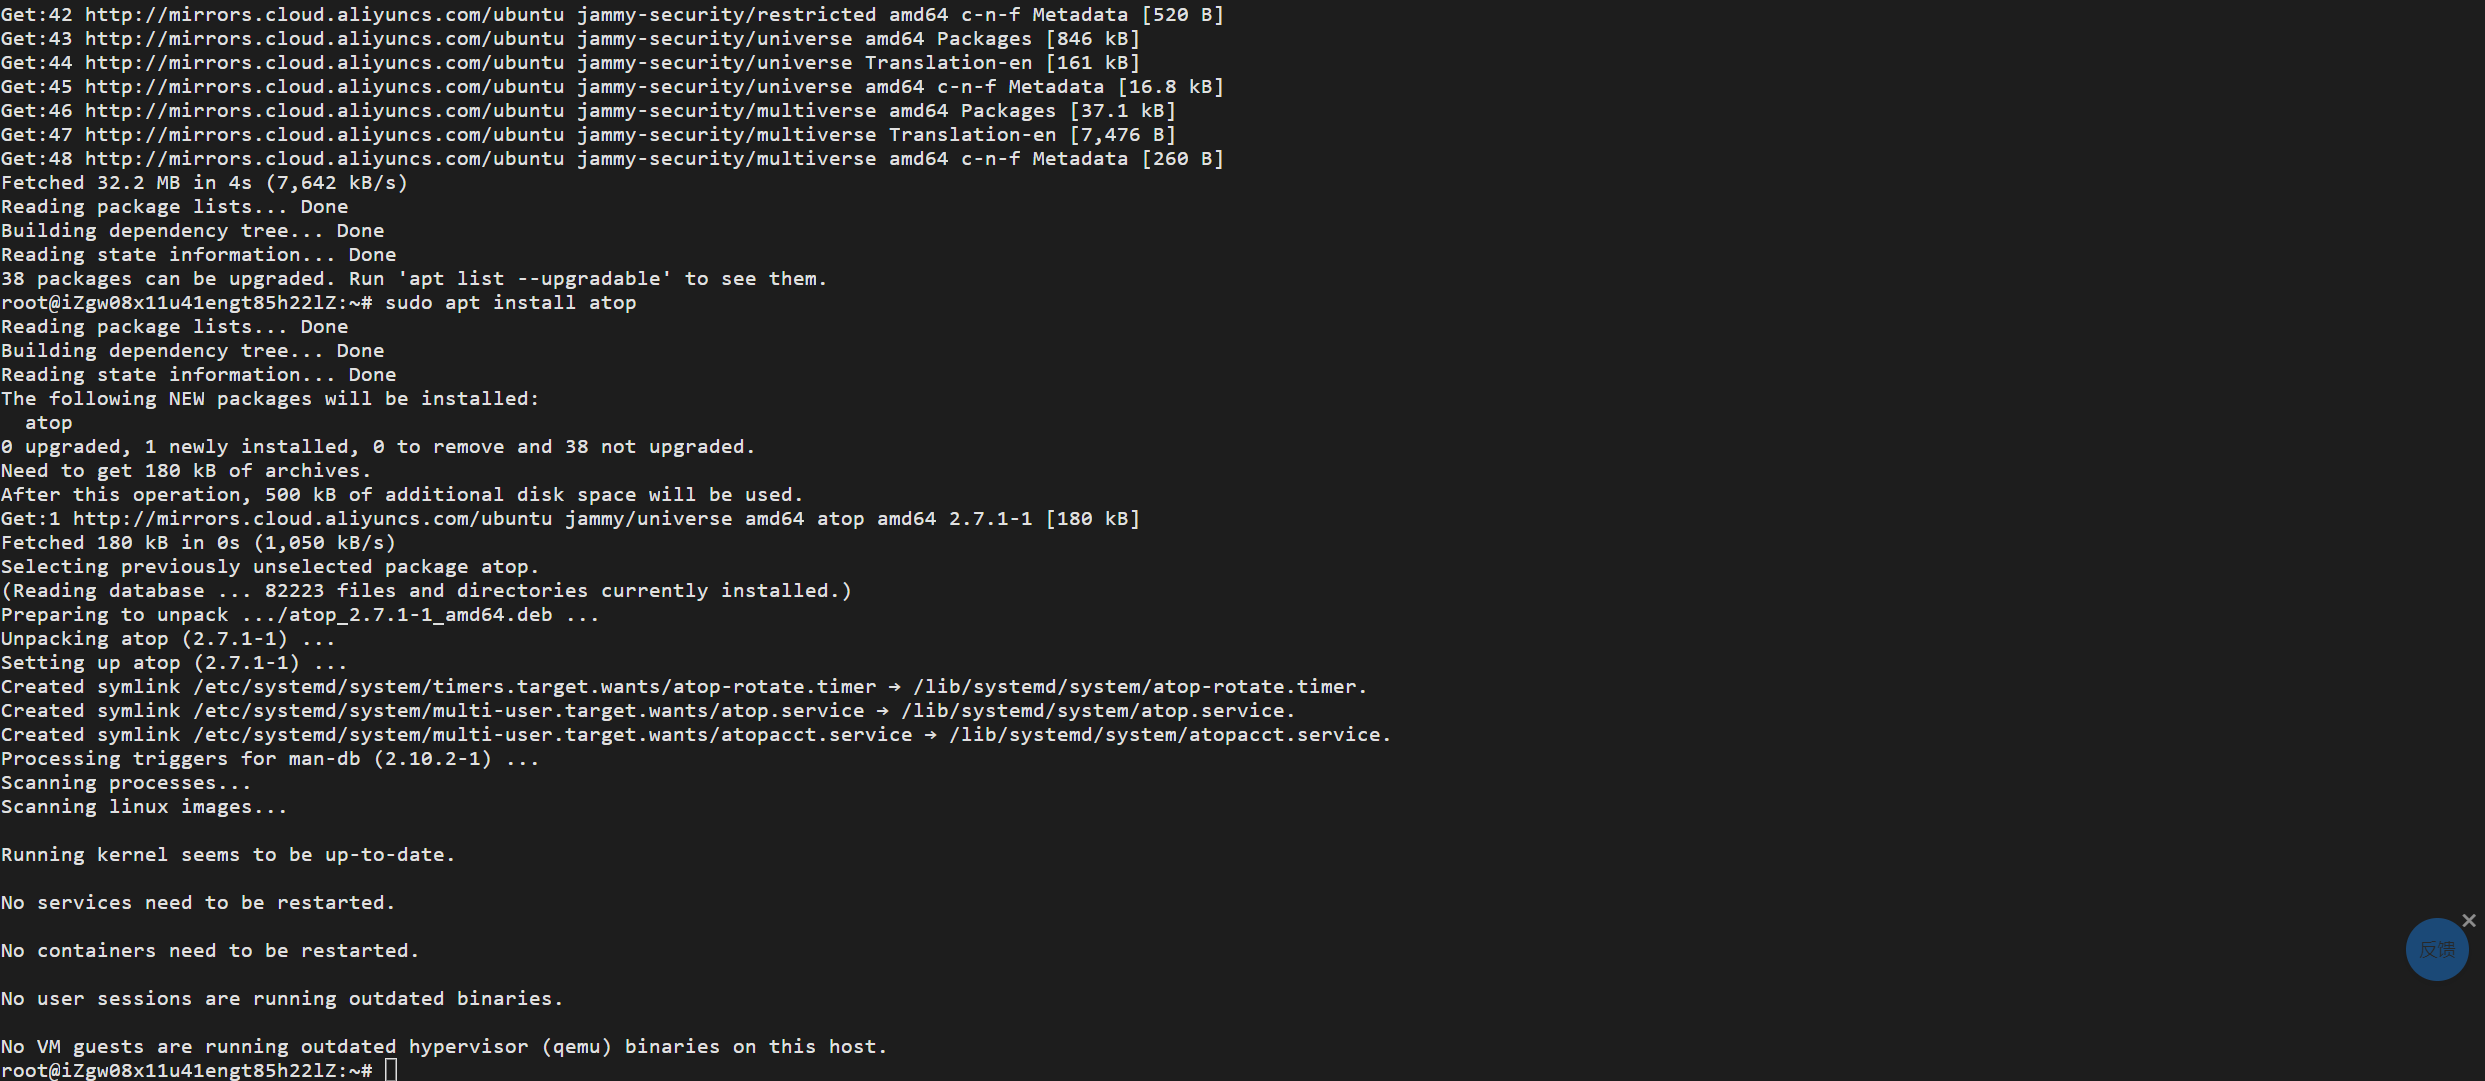 Get:42 http://mirrors.cloud.aliyuncs.com/ubuntu jammy-security/restricted amd64 c-n-f Metadata [520 B]
Get:43 http://mirrors.cloud.aliyuncs.com/ubuntu jammy-security/universe amd64 Packages [846 kB]
Get:44 http://mirrors.cloud.aliyuncs.com/ubuntu jammy-security/universe Translation-en [161 kB]
Get:45 http://mirrors.cloud.aliyuncs.com/ubuntu jammy-security/universe amd64 c-n-f Metadata [16.8 kB]
Get:46 http://mirrors.cloud.aliyuncs.com/ubuntu jammy-security/multiverse amd64 Packages [37.1 kB]
Get:47 http://mirrors.cloud.aliyuncs.com/ubuntu jammy-security/multiverse Translation-en [7,476 B]
Get:48 http://mirrors.cloud.aliyuncs.com/ubuntu jammy-security/multiverse amd64 c-n-f Metadata [260 B]
Fetched 32.2 MB in 4s (7,642 kB/s)
Reading package lists... Done
Building dependency tree... Done
Reading state information... Done
38 packages can be upgraded. Run 'apt list --upgradable' to see them.
root@iZgw08x11u41engt85h22lZ:~# sudo apt install atop
Reading package lists... Done
Building dependency tree... Done
Reading state information... Done
The following NEW packages will be installed:
  atop
0 upgraded, 1 newly installed, 0 to remove and 38 not upgraded.
Need to get 180 kB of archives.
After this operation, 500 kB of additional disk space will be used.
Get:1 http://mirrors.cloud.aliyuncs.com/ubuntu jammy/universe amd64 atop amd64 2.7.1-1 [180 kB]
Fetched 180 kB in 0s (1,050 kB/s)
Selecting previously unselected package atop.
(Reading database ... 82223 files and directories currently installed.)
Preparing to unpack .../atop_2.7.1-1_amd64.deb ...
Unpacking atop (2.7.1-1) ...
Setting up atop (2.7.1-1) ...
Created symlink /etc/systemd/system/timers.target.wants/atop-rotate.timer → /lib/systemd/system/atop-rotate.timer.
Created symlink /etc/systemd/system/multi-user.target.wants/atop.service → /lib/systemd/system/atop.service.
Created symlink /etc/systemd/system/multi-user.target.wants/atopacct.service → /lib/systemd/system/atopacct.service.
Processing triggers for man-db (2.10.2-1) ...
Scanning processes...
Scanning linux images...
Running kernel seems to be up-to-date.
No services need to be restarted.
No containers need to be restarted.
反馈
No user sessions are running outdated binaries.
No VM guests are running outdated hypervisor (qemu) binaries on this host.
root@iZgw08x11u41engt85h22lZ:~#